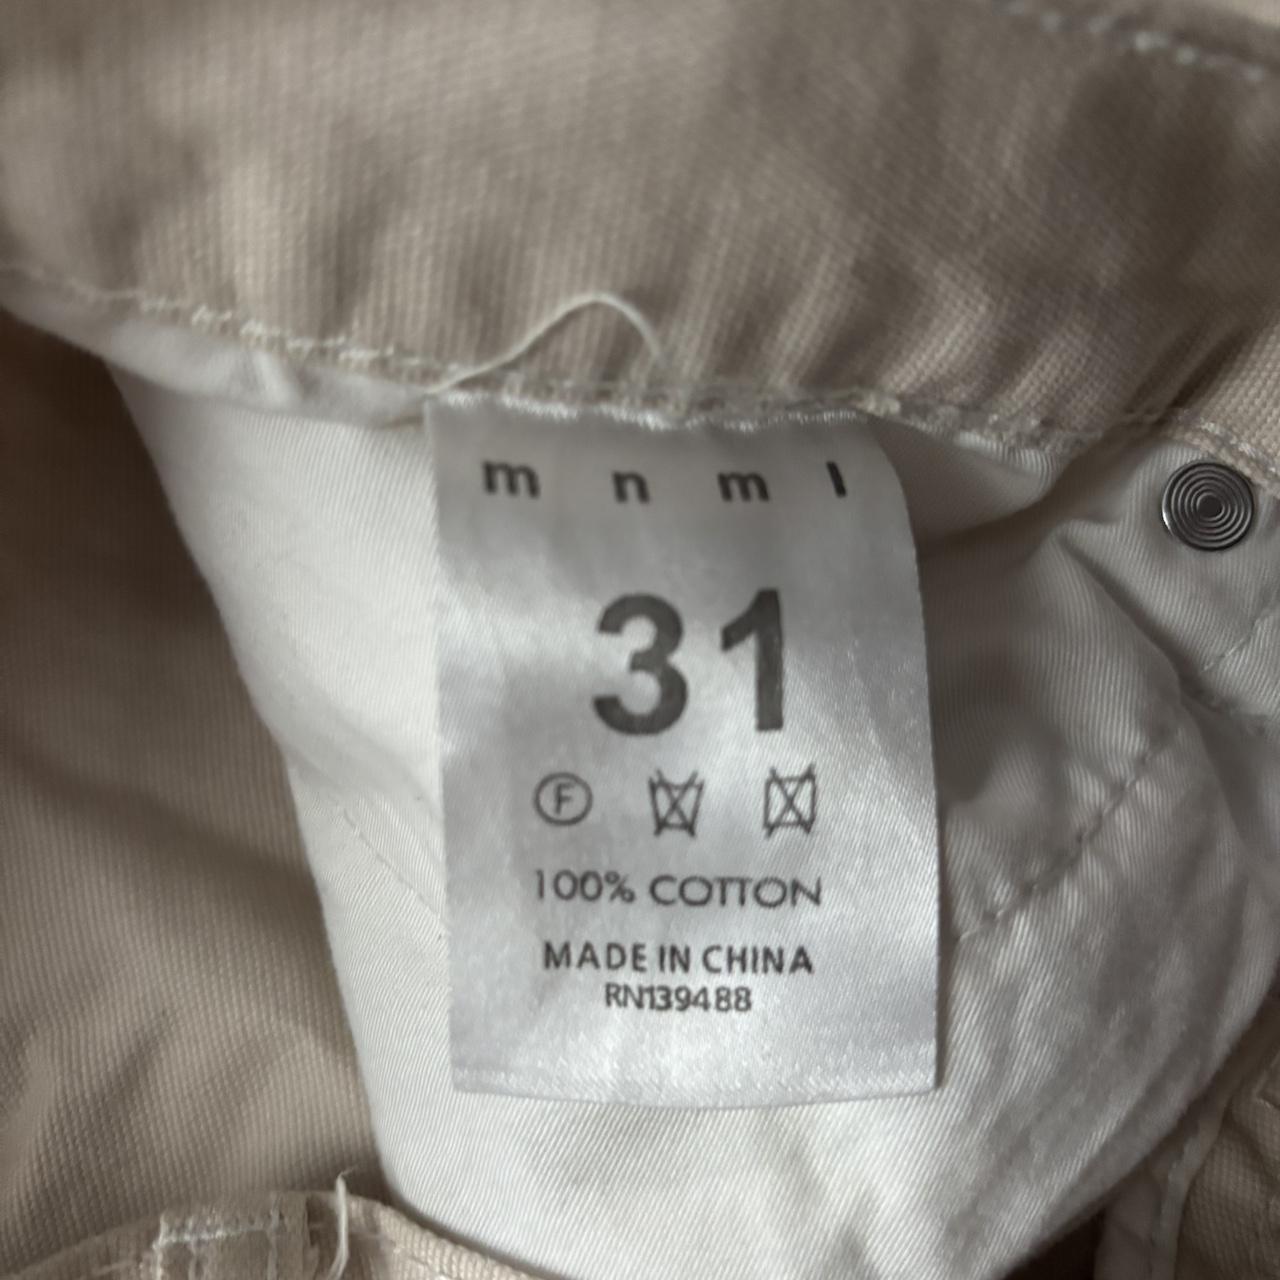 m n m l
31
F
100% COTTON
MADE IN CHINA
RN139488